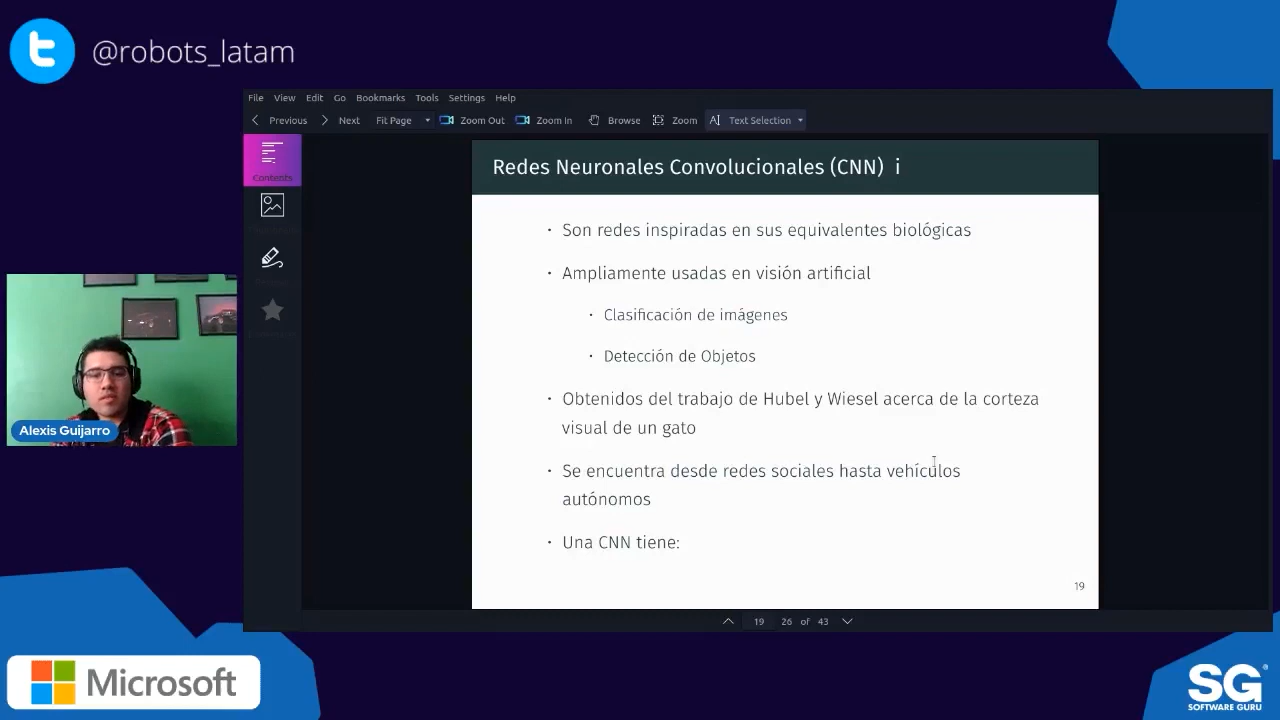 @robots_latam
File View Edit Go Bookmarks Tools Settings Help
Previous Next Fit Page Zoom Out Zoom In Browse Zoom Text Selection
Contents
Redes Neuronales Convolucionales (CNN) i
· Son redes inspiradas en sus equivalentes biológicas
· Ampliamente usadas en visión artificial
· Clasificación de imágenes
· Detección de Objetos
· Obtenidos del trabajo de Hubel y Wiesel acerca de la corteza
visual de un gato
· Se encuentra desde redes sociales hasta vehículos
autónomos
· Una CNN tiene:
19
19 26 of 43
Alexis Guijarro
Microsoft
SG
SOFTWARE GURU